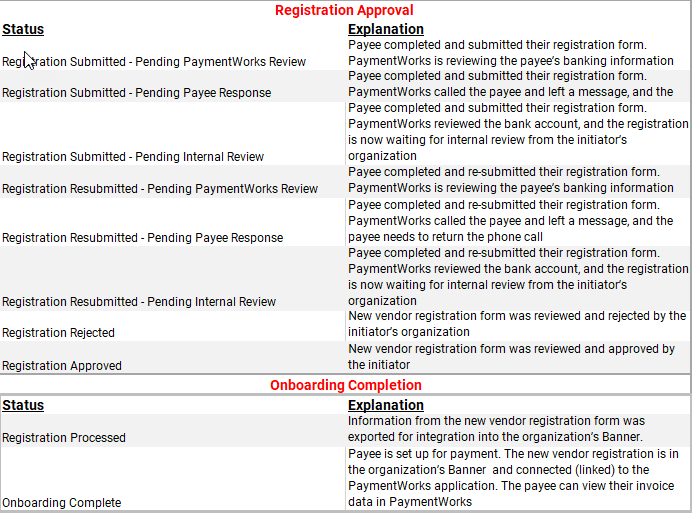 Registration Approval
Status Explanation
Payee completed and submitted their registration form.
Registration Submitted - Pending PaymentWorks Review PaymentWorks is reviewing the payee's banking information
Payee completed and submitted their registration form.
Registration Submitted - Pending Payee Response PaymentWorks called the payee and left a message, and the
Payee completed and submitted their registration form.
PaymentWorks reviewed the bank account, and the registration
is now waiting for internal review from the initiator's
Registration Submitted - Pending Internal Review organization
Payee completed and re-submitted their registration form.
Registration Resubmitted - Pending PaymentWorks Review PaymentWorks is reviewing the payee's banking information
Payee completed and re-submitted their registration form.
PaymentWorks called the payee and left a message, and the
Registration Resubmitted - Pending Payee Response payee needs to return the phone call
Payee completed and re-submitted their registration form.
PaymentWorks reviewed the bank account, and the registration
is now waiting for internal review from the initiator's
Registration Resubmitted - Pending Internal Review organization
New vendor registration form was reviewed and rejected by the
Registration Rejected initiator's organization
New vendor registration form was reviewed and approved by
Registration Approved the initiator
Onboarding Completion
Status Explanation
Information from the new vendor registration form was
Registration Processed exported for integration into the organization's Banner.
Payee is set up for payment. The new vendor registration is in
the organization's Banner and connected (linked) to the
PaymentWorks application. The payee can view their invoice
Onboarding Complete data in PaymentWorks